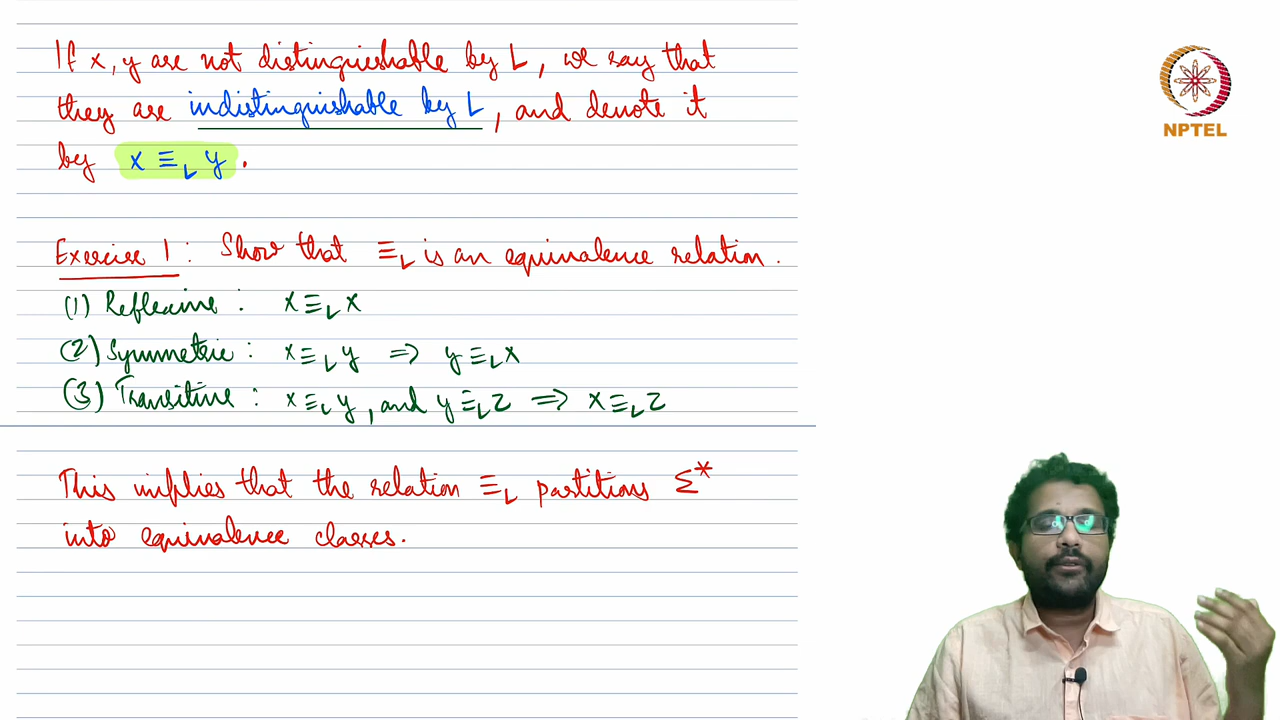 If x, y are not distinguishable by L, we say that
they are indistinguishable by L, and denote it
by x ≡L y.
Exercise 1: Show that ≡L is an equivalence relation.
(1) Reflexive: x ≡L x
(2) Symmetric: x ≡L y ⇒ y ≡L x
(3) Transitive: x ≡L y, and y ≡L z ⇒ x ≡L z
This implies that the relation ≡L partitions Σ*
into equivalence classes.
NPTEL